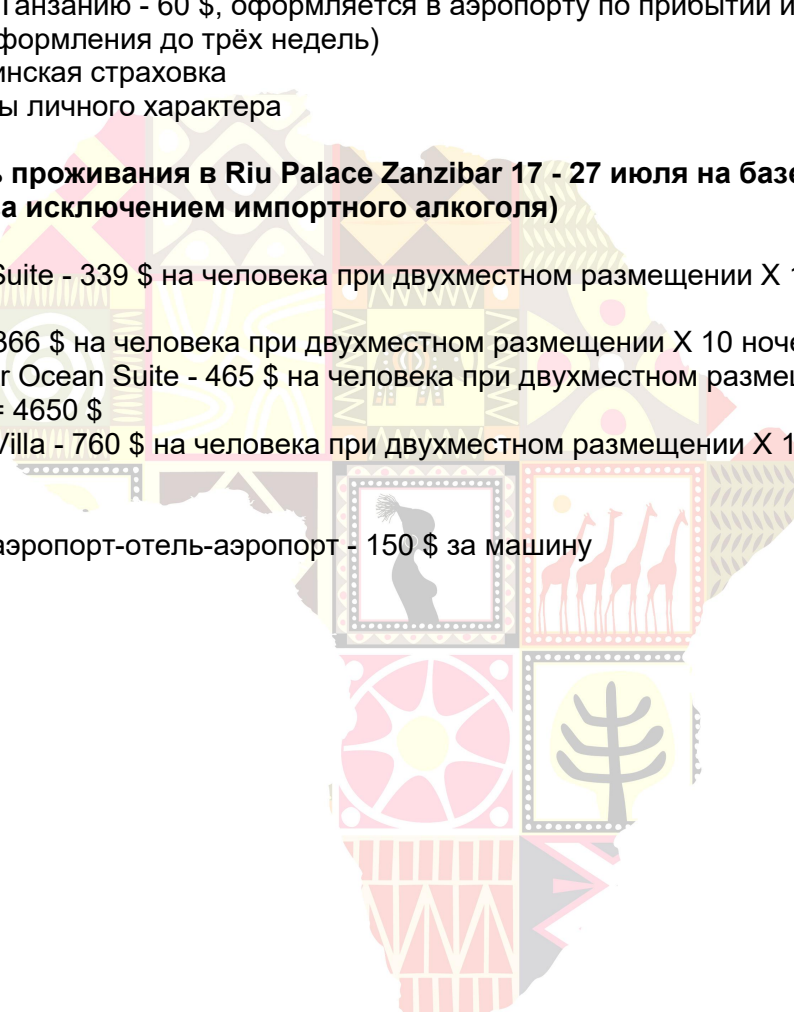 Танзанию - 60 $, оформляется в аэропорту по прибытии и
оформления до трёх недель)
инская страховка
ы личного характера
ь проживания в Riu Palace Zanzibar 17 - 27 июля на базе
а исключением импортного алкоголя)
Suite - 339 $ на человека при двухместном размещении X 1
366 $ на человека при двухместном размещении X 10 ноче
r Ocean Suite - 465 $ на человека при двухместном размещ
= 4650 $
Villa - 760 $ на человека при двухместном размещении X 1
аэропорт-отель-аэропорт - 150 $ за машину